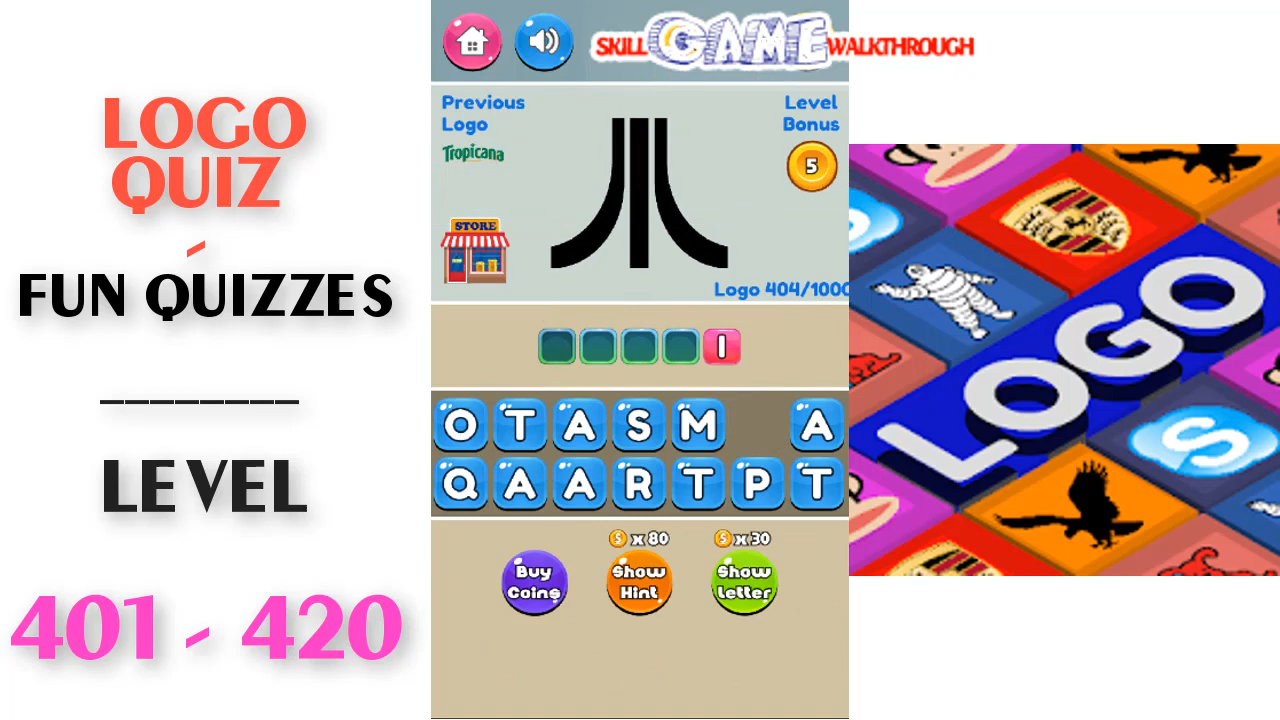 LOGO
QUIZ
-
FUN QUIZZES
________
LEVEL
401 - 420
SKILL GAME WALKTHROUGH
Previous
Logo
Tropicana
Level
Bonus
5
STORE
Logo 404/1000
I
O T A S M A
Q A A R T P T
$ x 80
$ x 30
Buy
Coins
Show
Hint
Show
Letter
LOGO
S